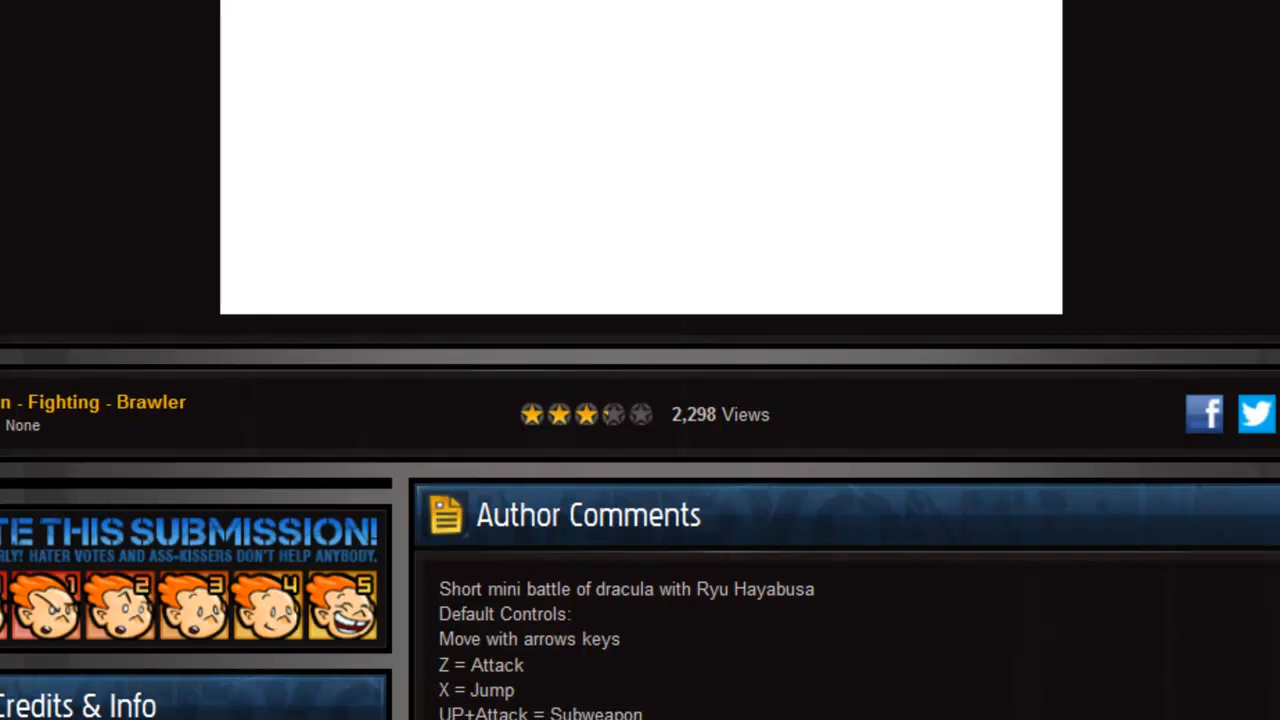 n - Fighting - Brawler
None
2,298 Views
TE THIS SUBMISSION!
RLY! HATER VOTES AND ASS-KISSERS DON'T HELP ANYBODY.
1 2 3 4 5
Credits & Info
Author Comments
Short mini battle of dracula with Ryu Hayabusa
Default Controls:
Move with arrows keys
Z = Attack
X = Jump
UP+Attack = Subweapon